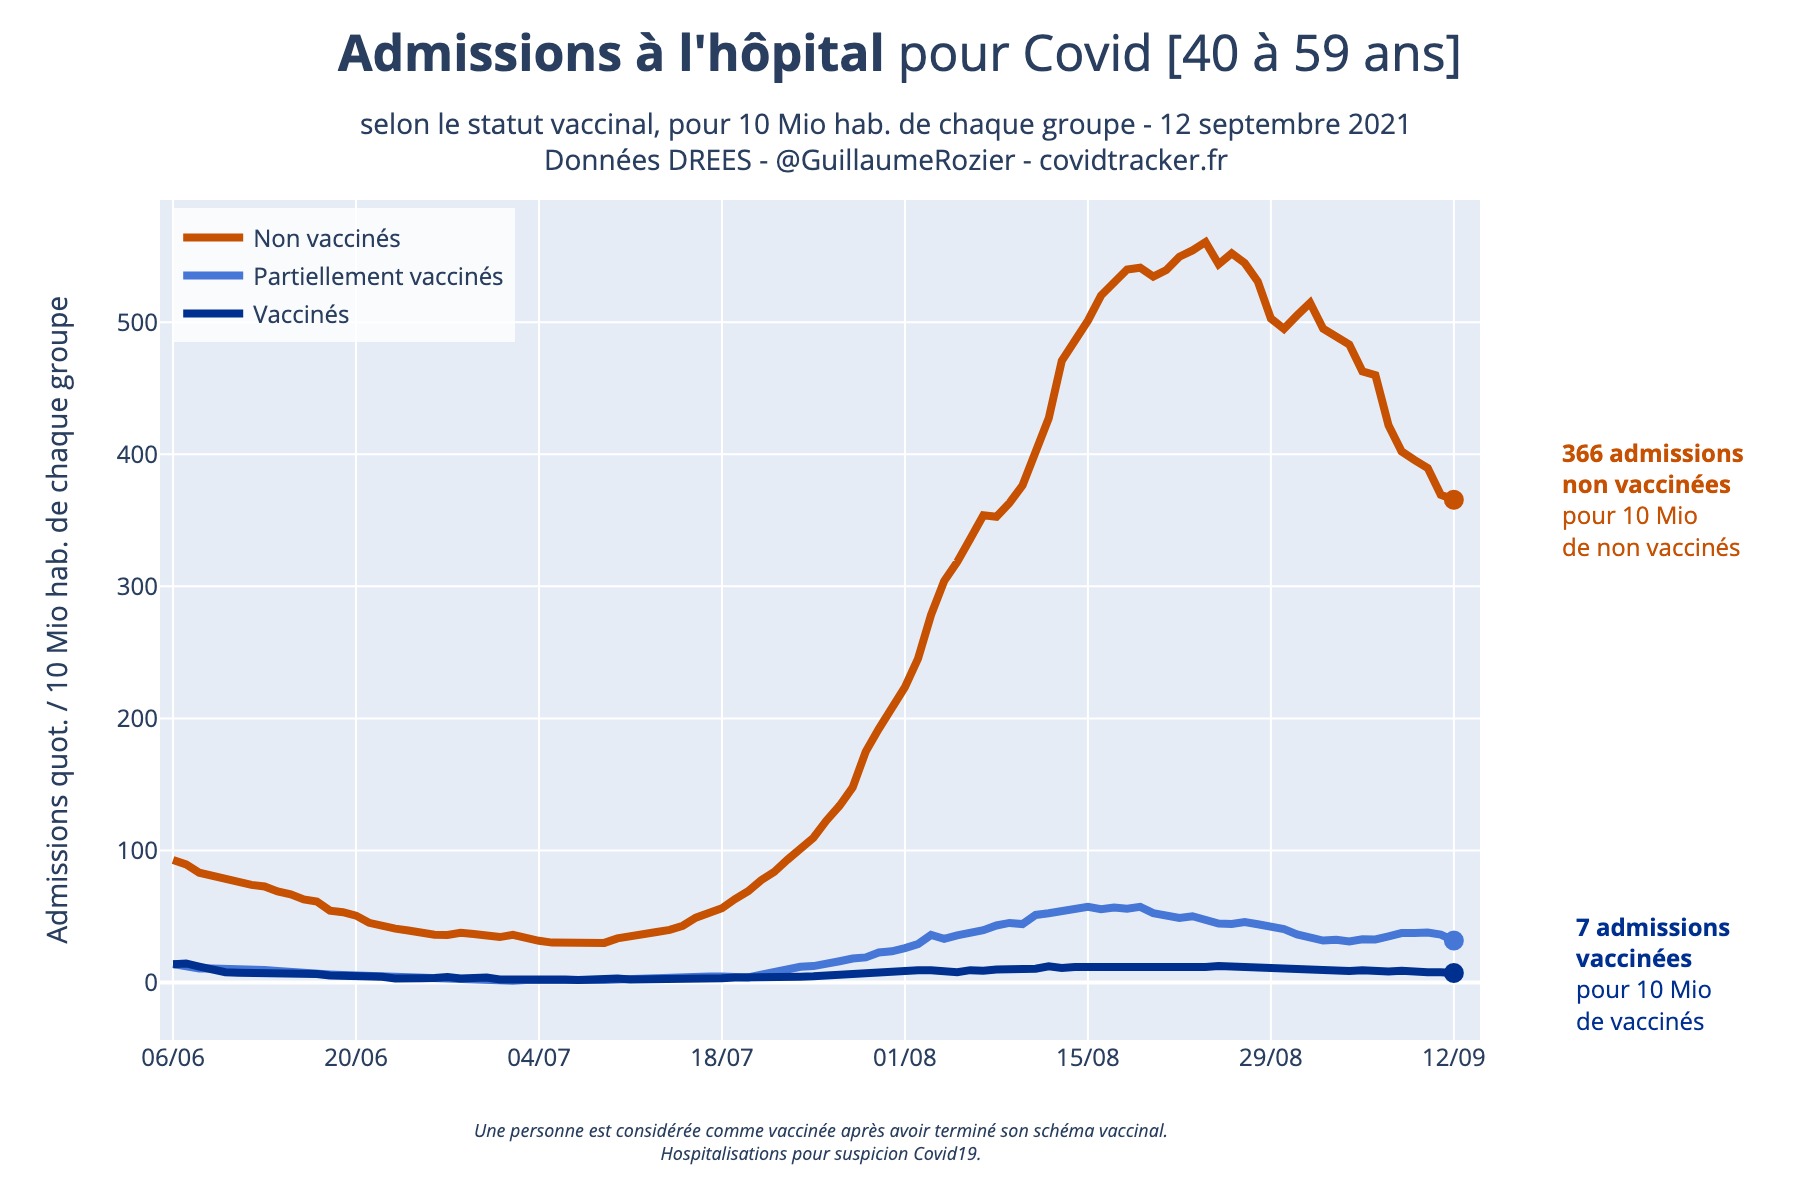 Admissions à l'hôpital pour Covid [40 à 59 ans]
selon le statut vaccinal, pour 10 Mio hab. de chaque groupe - 12 septembre 2021
Données DREES - @GuillaumeRozier - covidtracker.fr
Non vaccinés
Partiellement vaccinés
Vaccinés
Admissions quot. / 10 Mio hab. de chaque groupe
500
400
300
200
100
0
06/06
20/06
04/07
18/07
01/08
15/08
29/08
12/09
366 admissions
non vaccinées
pour 10 Mio
de non vaccinés
7 admissions
vaccinées
pour 10 Mio
de vaccinés
Une personne est considérée comme vaccinée après avoir terminé son schéma vaccinal.
Hospitalisations pour suspicion Covid19.